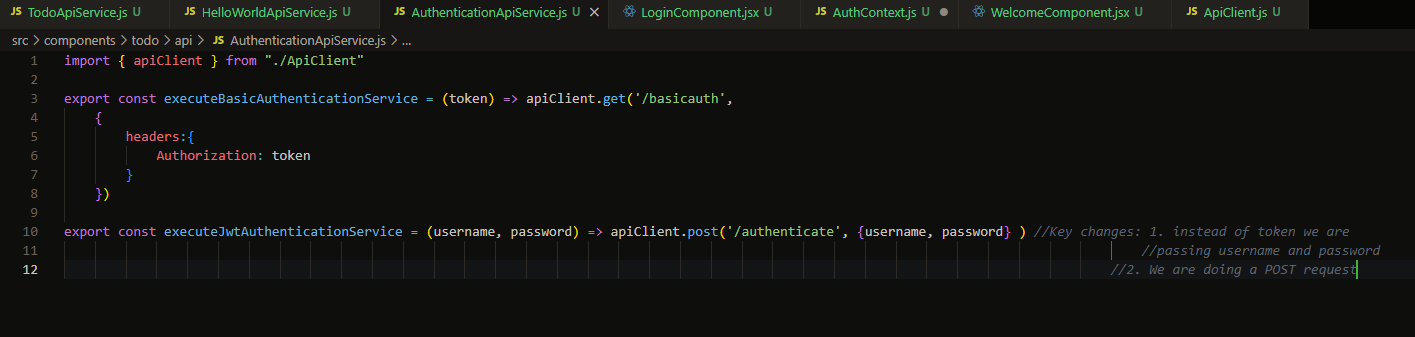 JS TodoApiService.js U JS HelloWorldApiService.js U JS AuthenticationApiService.js U × LoginComponent.jsx U JS AuthContext.js U ● WelcomeComponent.jsx U JS ApiClient.js U
src > components > todo > api > JS AuthenticationApiService.js > ...
1 import { apiClient } from "./ApiClient"
2
3 export const executeBasicAuthenticationService = (token) => apiClient.get('/basicauth',
4 {
5 headers:{
6 Authorization: token
7 }
8 })
9
10 export const executeJwtAuthenticationService = (username, password) => apiClient.post('/authenticate', {username, password} ) //Key changes: 1. instead of token we are
11 //passing username and password
12 //2. We are doing a POST request